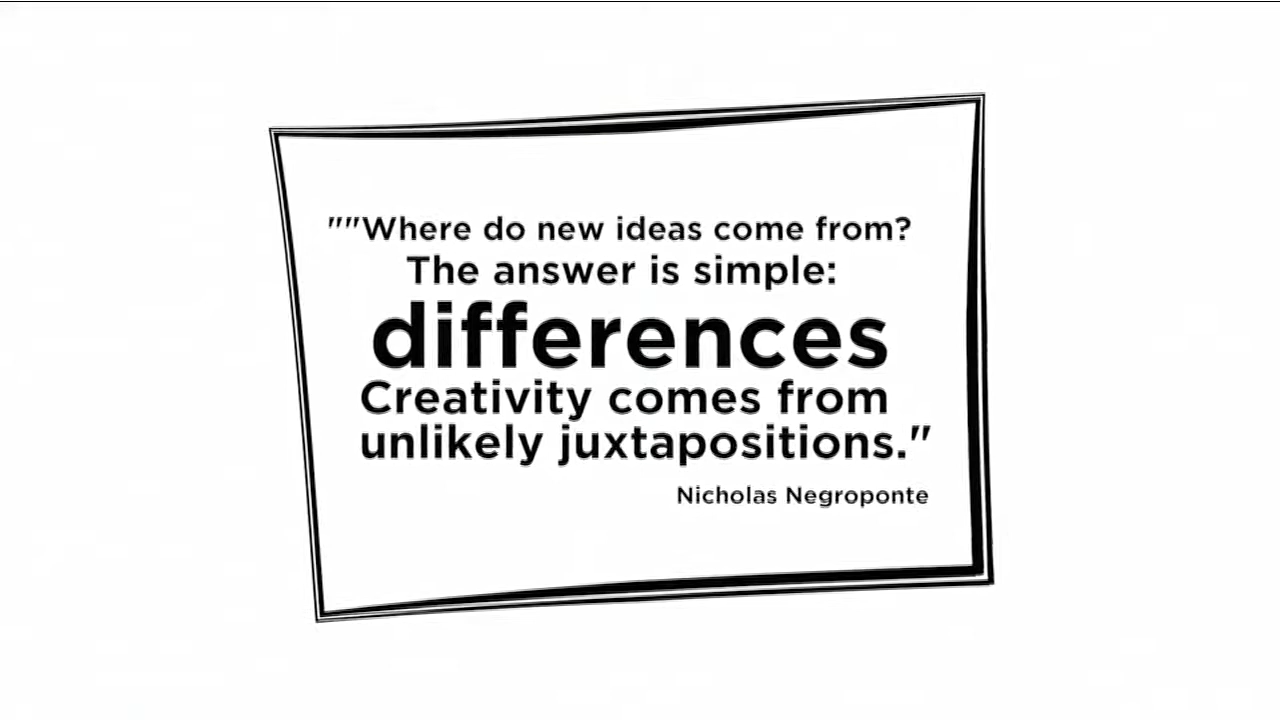 ""Where do new ideas come from?
The answer is simple:
differences
Creativity comes from
unlikely juxtapositions."
Nicholas Negroponte